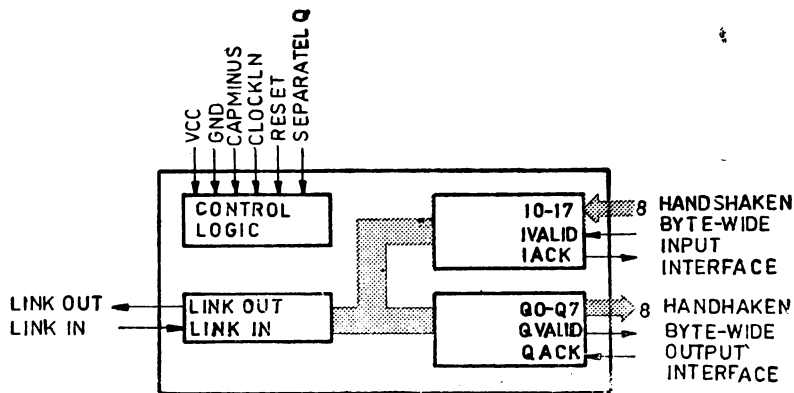 VCC
GND
CAPMINUS
CLOCKLN
RESET
SEPARATEL Q
CONTROL
LOGIC
I0-I7
IVALID
IACK
8 HANDSHAKEN
BYTE-WIDE
INPUT
INTERFACE
LINK OUT
LINK IN
LINK OUT
LINK IN
Q0-Q7
QVALID
QACK
8 HANDHAKEN
BYTE-WIDE
OUTPUT
INTERFACE